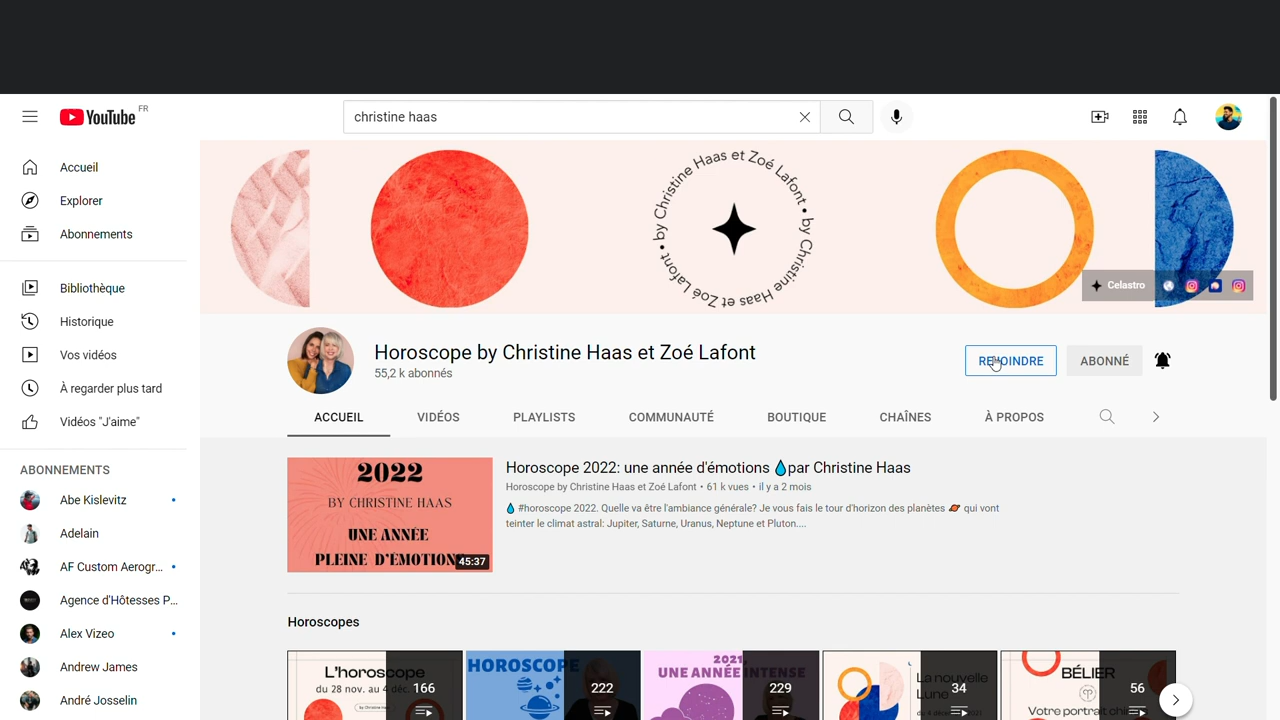 YouTube FR
christine haas
Accueil
Explorer
Abonnements
Bibliothèque
Historique
Vos vidéos
À regarder plus tard
Vidéos "J'aime"
ABONNEMENTS
Abe Kislevitz
Adelain
AF Custom Aerogr...
Agence d'Hôtesses P...
Alex Vizeo
Andrew James
André Josselin
by Christine Haas et Zoé Lafont • by Christine Haas et Zoé Lafont •
Celastro
Horoscope by Christine Haas et Zoé Lafont
55,2 k abonnés
REJOINDRE
ABONNÉ
ACCUEIL
VIDÉOS
PLAYLISTS
COMMUNAUTÉ
BOUTIQUE
CHAÎNES
À PROPOS
2022
BY CHRISTINE HAAS
UNE ANNÉE
PLEINE D'ÉMOTION
45:37
Horoscope 2022: une année d'émotions 💧par Christine Haas
Horoscope by Christine Haas et Zoé Lafont • 61 k vues • il y a 2 mois
💧 #horoscope 2022. Quelle va être l'ambiance générale? Je vous fais le tour d'horizon des planètes 🪐 qui vont
teinter le climat astral: Jupiter, Saturne, Uranus, Neptune et Pluton....
Horoscopes
L'horoscope
du 28 nov. au 4 déc.
166
HOROSCOPE
222
2021,
UNE ANNÉE INTENSE
229
La nouvelle
Lune
34
BÉLIER
Votre portrait
56